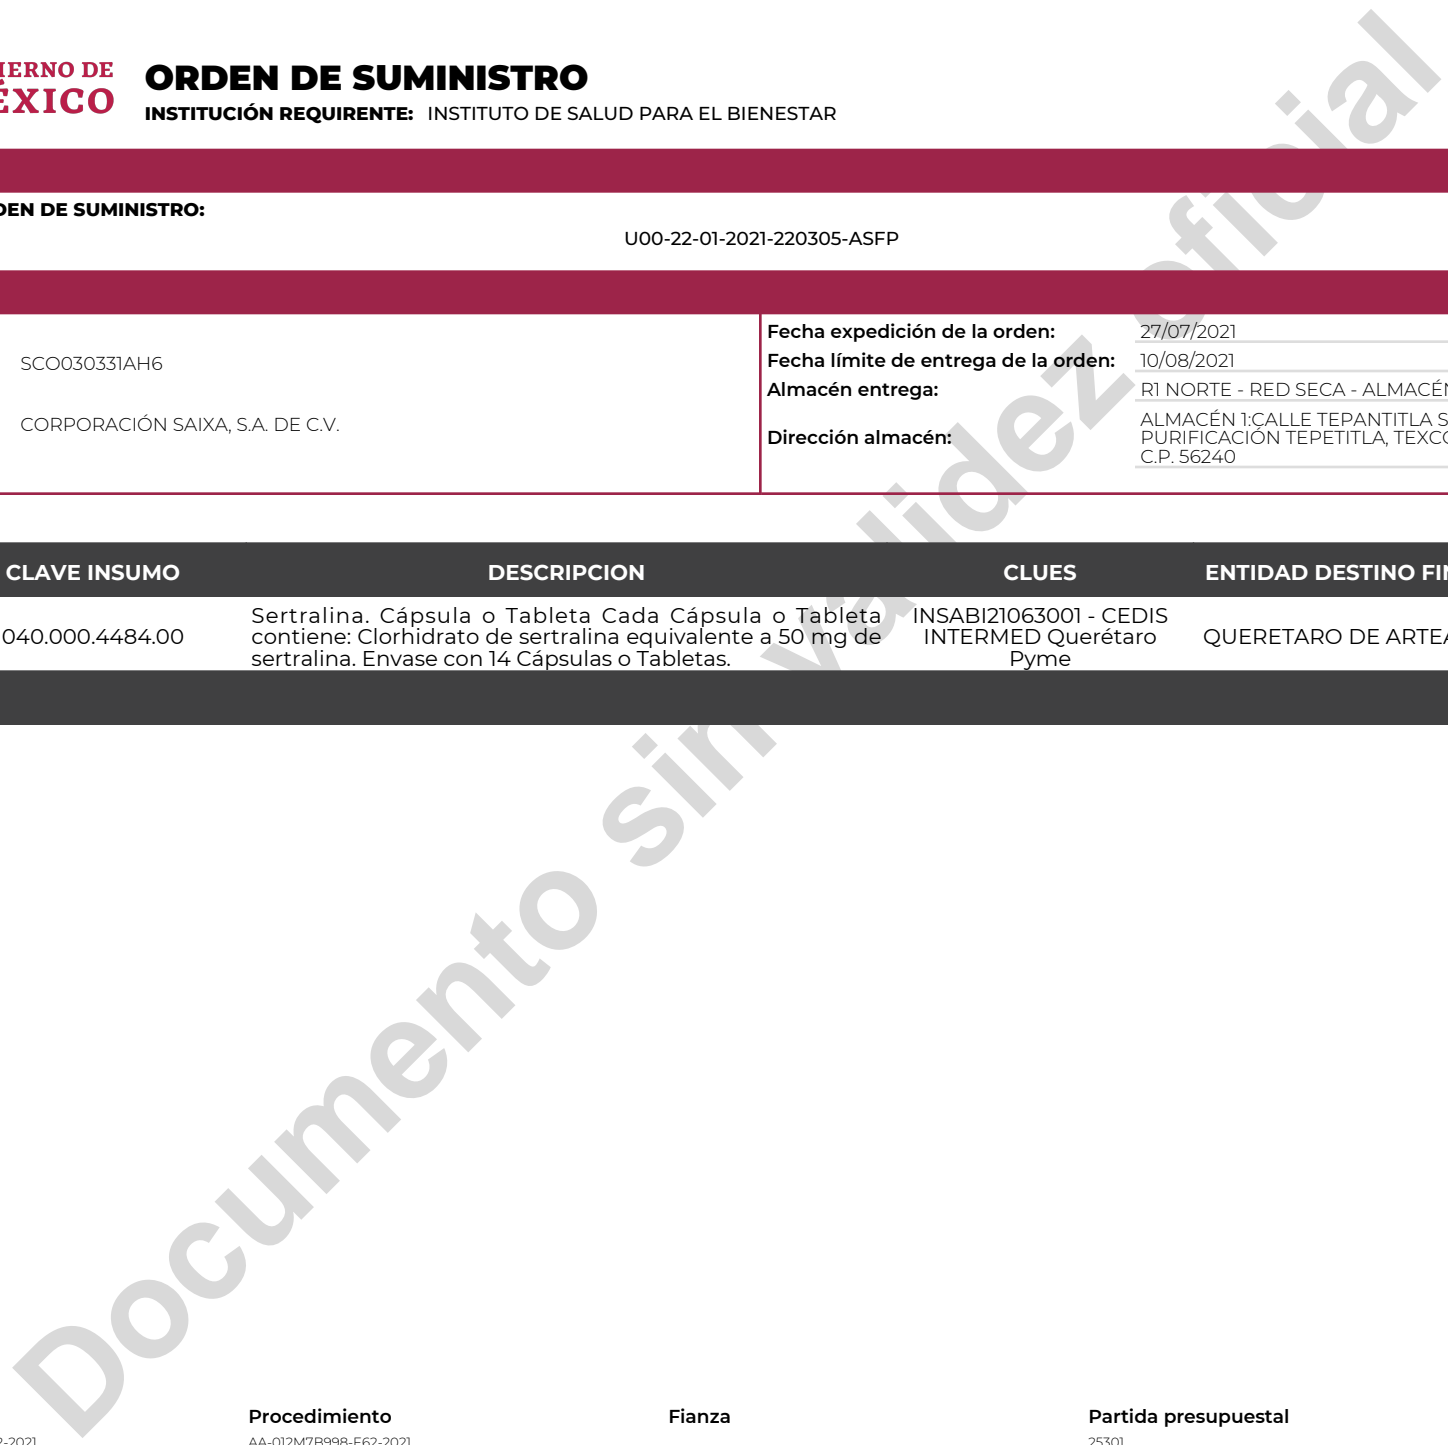 IERNO DE
ÉXICO
ORDEN DE SUMINISTRO
INSTITUCIÓN REQUIRENTE: INSTITUTO DE SALUD PARA EL BIENESTAR
DEN DE SUMINISTRO:
U00-22-01-2021-220305-ASFP
SCO030331AH6
CORPORACIÓN SAIXA, S.A. DE C.V.
Fecha expedición de la orden: 27/07/2021
Fecha límite de entrega de la orden: 10/08/2021
Almacén entrega: R1 NORTE - RED SECA - ALMACÉN
Dirección almacén:
ALMACÉN 1:CALLE TEPANTITLA S
PURIFICACIÓN TEPETITLA, TEXCO
C.P. 56240
CLAVE INSUMO DESCRIPCION CLUES ENTIDAD DESTINO FIN
040.000.4484.00
Sertralina. Cápsula o Tableta Cada Cápsula o Tableta
contiene: Clorhidrato de sertralina equivalente a 50 mg de
sertralina. Envase con 14 Cápsulas o Tabletas.
INSABI21063001 - CEDIS
INTERMED Querétaro
Pyme
QUERETARO DE ARTEA
Documento sin validez oficial
Procedimiento Fianza Partida presupuestal
2-2021 AA-012M7B998-E62-2021 25301